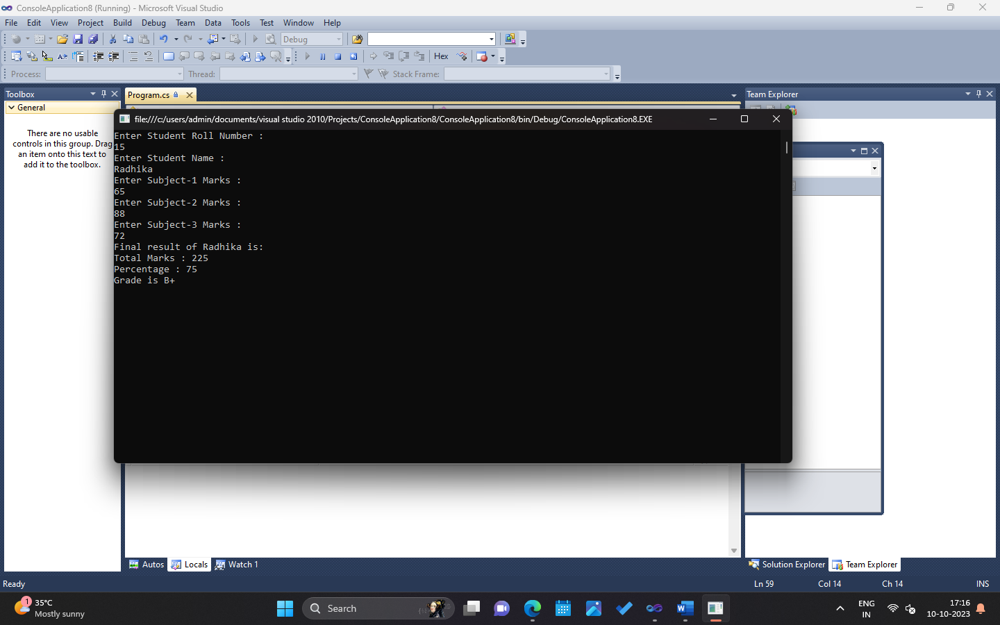 ConsoleApplication8 (Running) - Microsoft Visual Studio
File Edit View Project Build Debug Team Data Tools Test Window Help
Debug
Hex
Process: Thread: Stack Frame:
Toolbox
General
There are no usable
controls in this group. Drag
an item onto this text to
add it to the toolbox.
Program.cs
Team Explorer
file:///c:/users/admin/documents/visual studio 2010/Projects/ConsoleApplication8/ConsoleApplication8/bin/Debug/ConsoleApplication8.EXE
Enter Student Roll Number :
15
Enter Student Name :
Radhika
Enter Subject-1 Marks :
65
Enter Subject-2 Marks :
88
Enter Subject-3 Marks :
72
Final result of Radhika is:
Total Marks : 225
Percentage : 75
Grade is B+
Autos Locals Watch 1
Solution Explorer Team Explorer
Ready Ln 59 Col 14 Ch 14 INS
1
35°C
Mostly sunny
Search
ENG
IN
17:16
10-10-2023